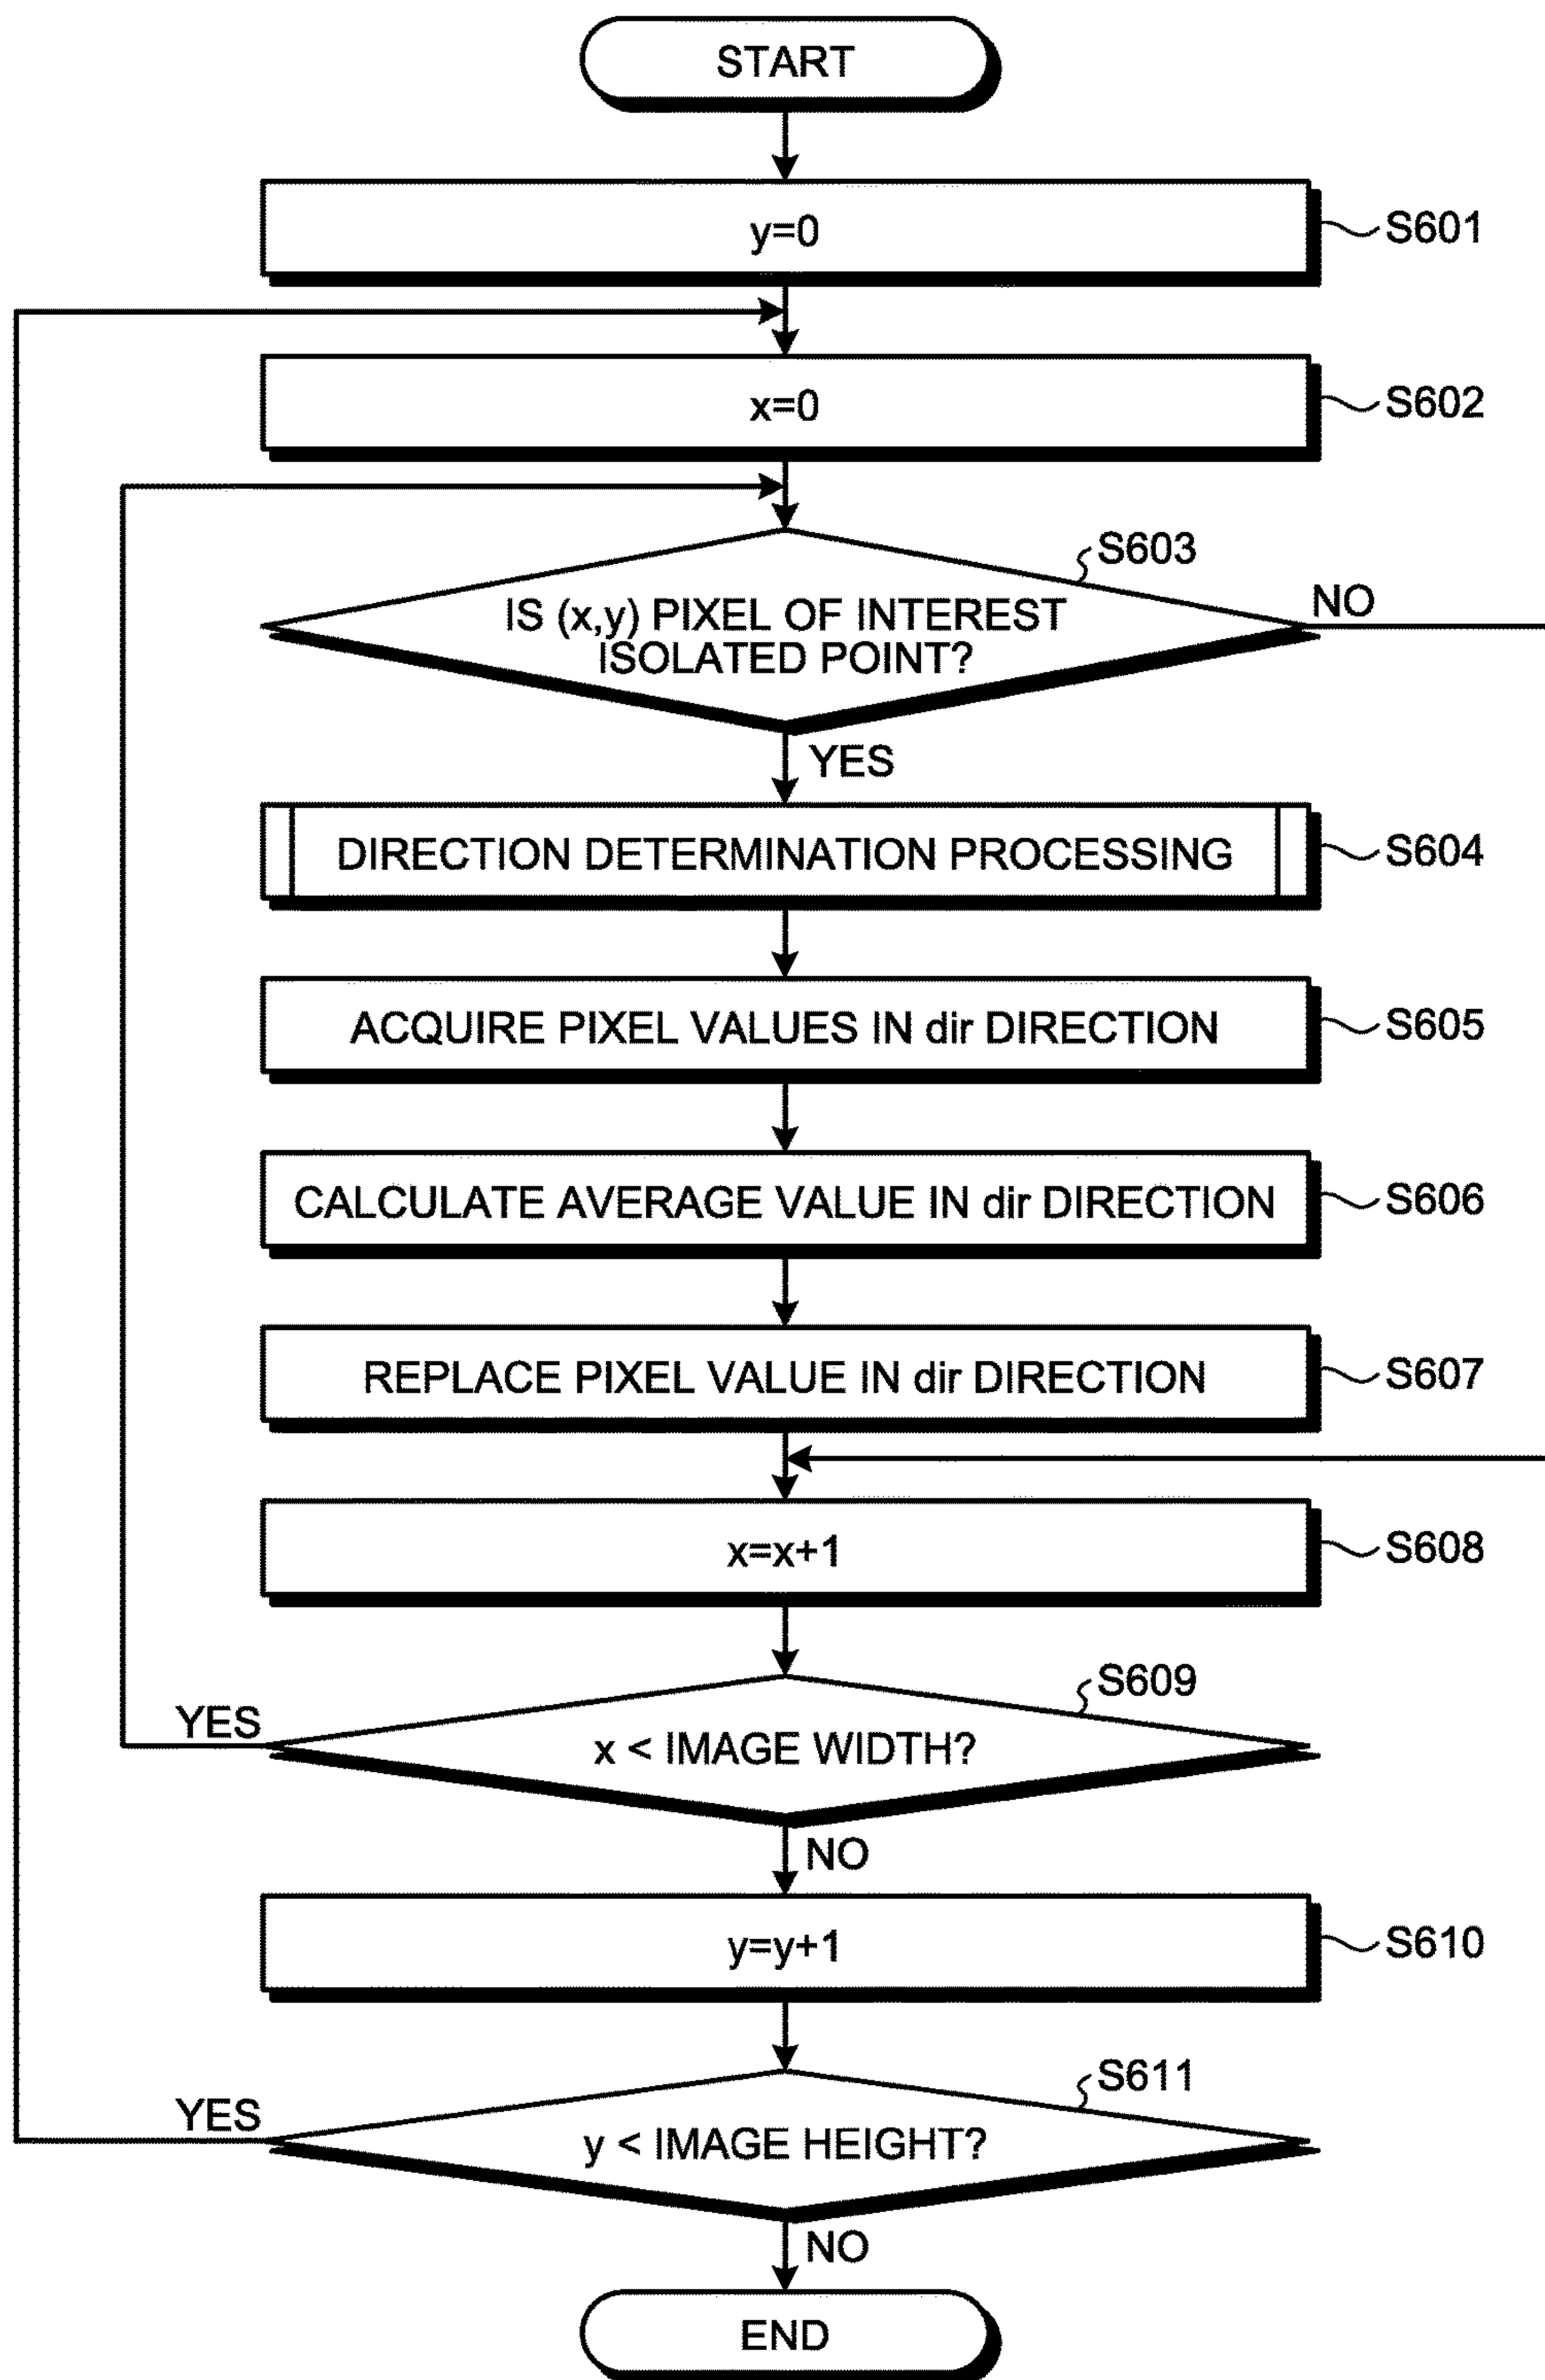 START
y=0
S601
x=0
S602
S603
IS (x,y) PIXEL OF INTEREST
ISOLATED POINT?
NO
YES
DIRECTION DETERMINATION PROCESSING
S604
ACQUIRE PIXEL VALUES IN dir DIRECTION
S605
CALCULATE AVERAGE VALUE IN dir DIRECTION
S606
REPLACE PIXEL VALUE IN dir DIRECTION
S607
x=x+1
S608
S609
YES
x < IMAGE WIDTH?
NO
y=y+1
S610
S611
YES
y < IMAGE HEIGHT?
NO
END